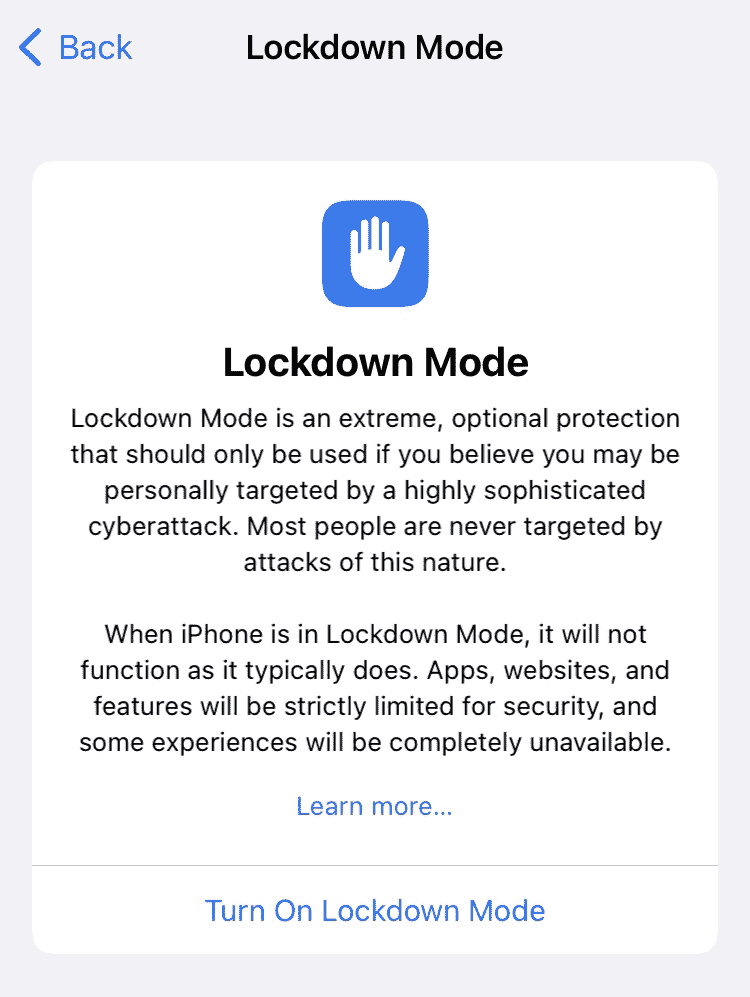 Back
Lockdown Mode
Lockdown Mode
Lockdown Mode is an extreme, optional protection
that should only be used if you believe you may be
personally targeted by a highly sophisticated
cyberattack. Most people are never targeted by
attacks of this nature.
When iPhone is in Lockdown Mode, it will not
function as it typically does. Apps, websites, and
features will be strictly limited for security, and
some experiences will be completely unavailable.
Learn more...
Turn On Lockdown Mode